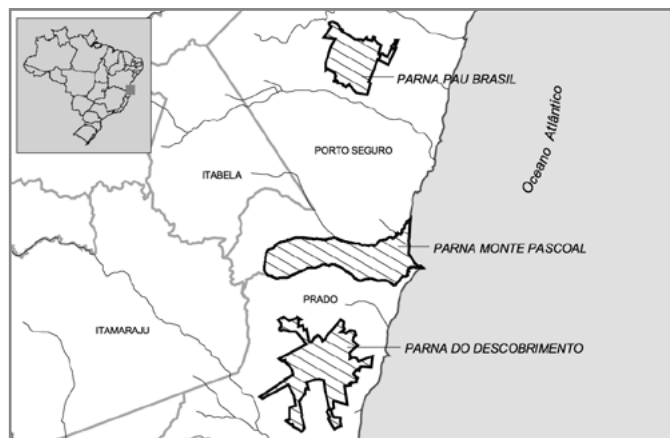 PARNA PAU BRASIL
PORTO SEGURO
ITABELA
Oceano Atlântico
PARNA MONTE PASCOAL
PRADO
ITAMARAJU
PARNA DO DESCOBRIMENTO